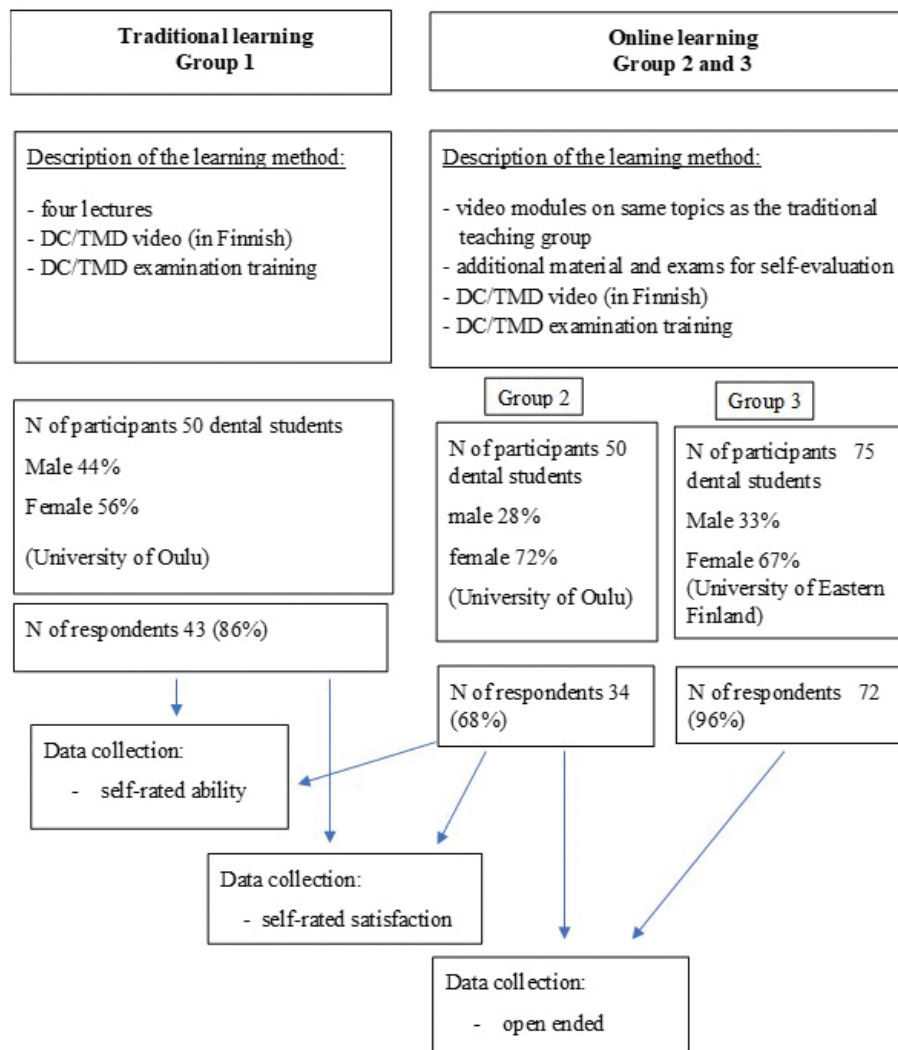 Traditional learning
Group 1
Online learning
Group 2 and 3
Description of the learning method:
- four lectures
- DC/TMD video (in Finnish)
- DC/TMD examination training
Description of the learning method:
- video modules on same topics as the traditional
teaching group
- additional material and exams for self-evaluation
- DC/TMD video (in Finnish)
- DC/TMD examination training
Group 2
Group 3
N of participants 50 dental students
Male 44%
Female 56%
(University of Oulu)
N of participants 50
dental students
male 28%
female 72%
(University of Oulu)
N of participants 75
dental students
Male 33%
Female 67%
(University of Eastern
Finland)
N of respondents 43 (86%)
N of respondents 34
(68%)
N of respondents 72
(96%)
Data collection:
- self-rated ability
Data collection:
- self-rated satisfaction
Data collection:
- open ended